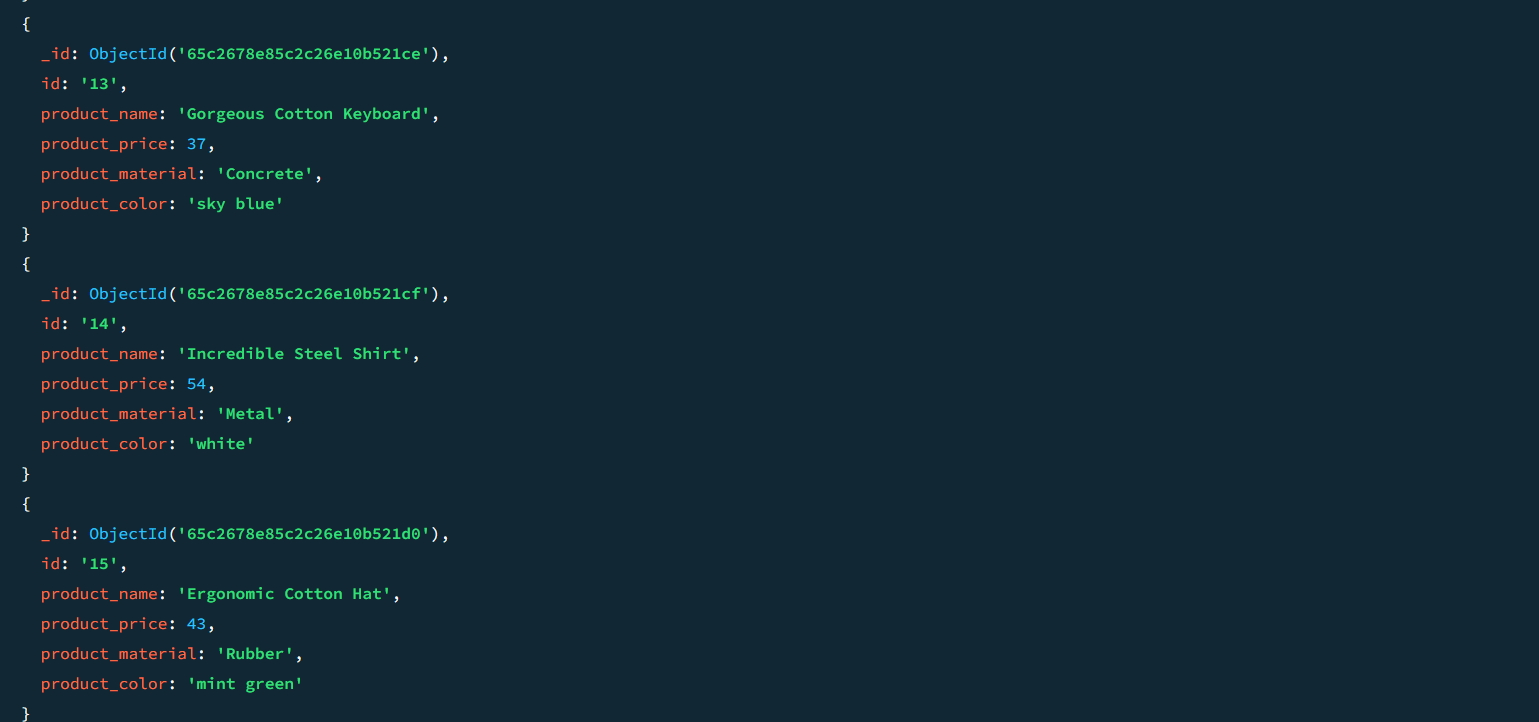 {
  _id: ObjectId('65c2678e85c2c26e10b521ce'),
  id: '13',
  product_name: 'Gorgeous Cotton Keyboard',
  product_price: 37,
  product_material: 'Concrete',
  product_color: 'sky blue'
}
{
  _id: ObjectId('65c2678e85c2c26e10b521cf'),
  id: '14',
  product_name: 'Incredible Steel Shirt',
  product_price: 54,
  product_material: 'Metal',
  product_color: 'white'
}
{
  _id: ObjectId('65c2678e85c2c26e10b521d0'),
  id: '15',
  product_name: 'Ergonomic Cotton Hat',
  product_price: 43,
  product_material: 'Rubber',
  product_color: 'mint green'
}